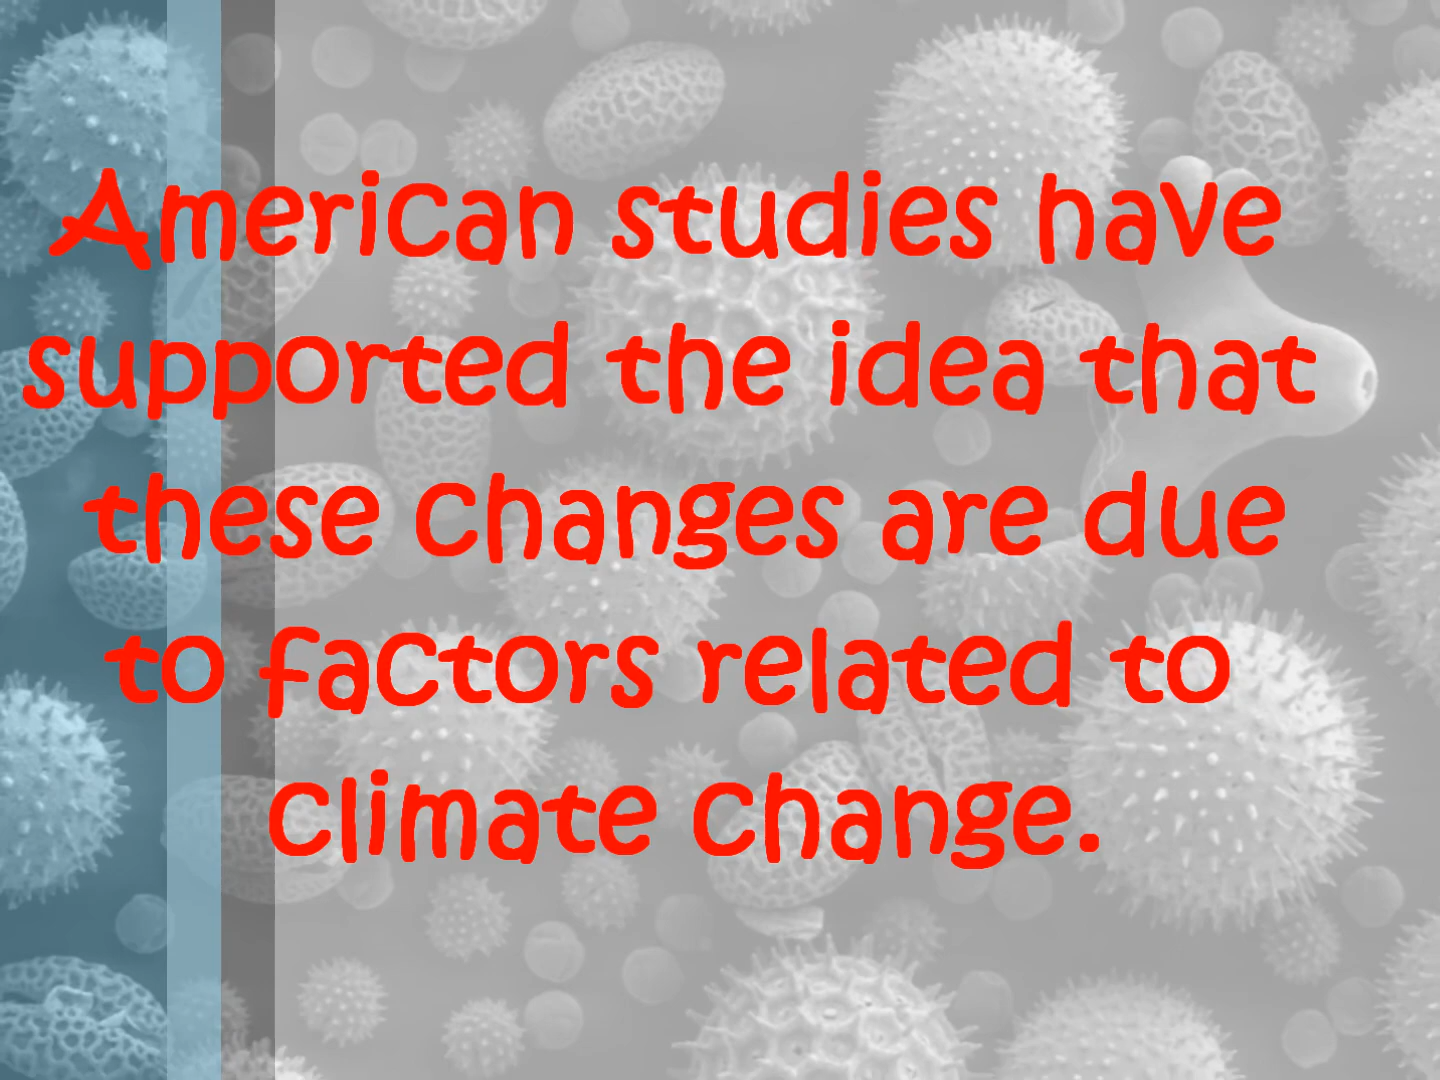 American studies have
supported the idea that
these changes are due
to factors related to
climate change.